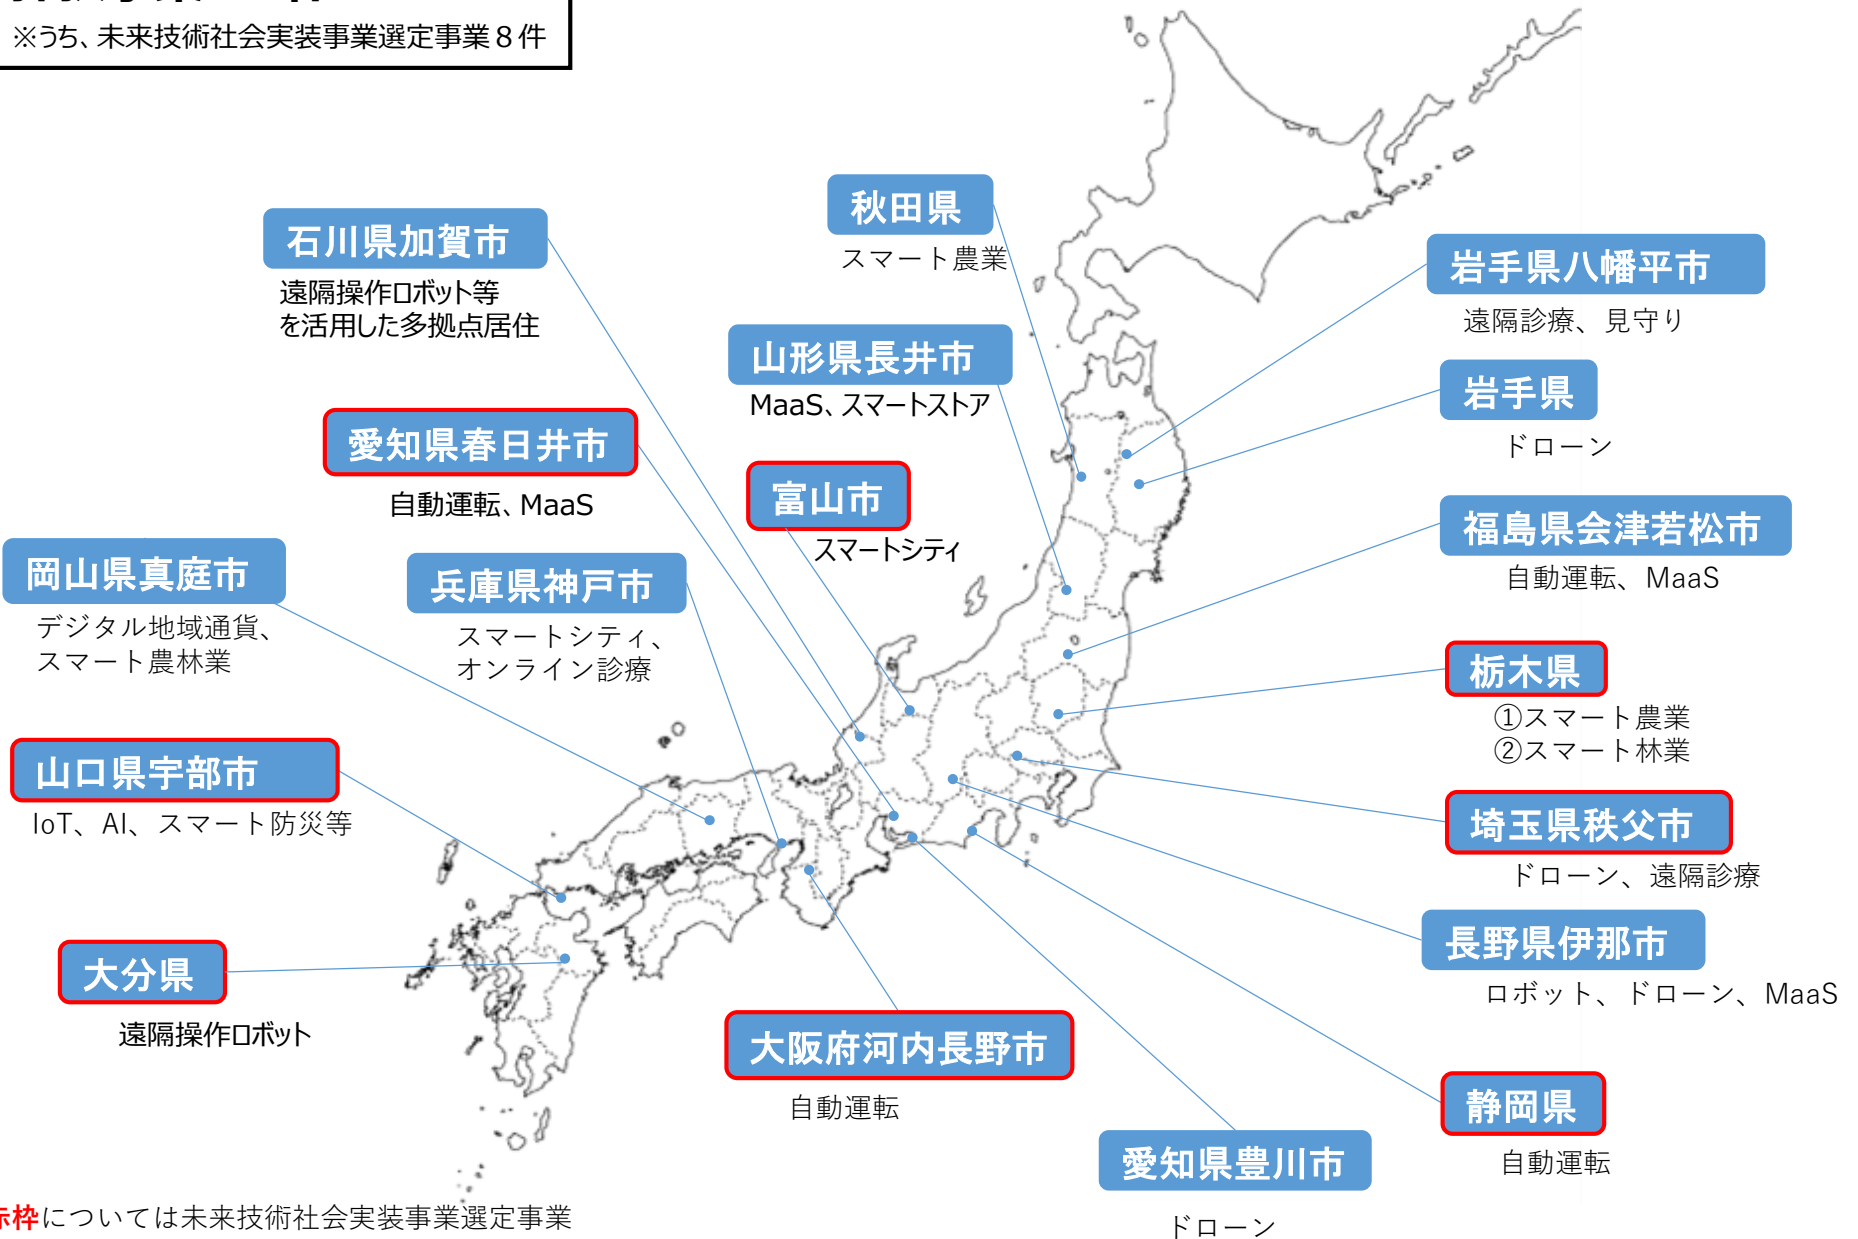 ※うち、未来技術社会実装事業選定事業８件
秋田県
スマート農業
石川県加賀市
遠隔操作ロボット等
を活用した多拠点居住
岩手県八幡平市
遠隔診療、見守り
山形県長井市
MaaS、スマートストア
岩手県
ドローン
愛知県春日井市
自動運転、MaaS
富山市
スマートシティ
福島県会津若松市
自動運転、MaaS
岡山県真庭市
デジタル地域通貨、
スマート農林業
兵庫県神戸市
スマートシティ、
オンライン診療
栃木県
①スマート農業
②スマート林業
山口県宇部市
IoT、AI、スマート防災等
埼玉県秩父市
ドローン、遠隔診療
長野県伊那市
ロボット、ドローン、MaaS
大分県
遠隔操作ロボット
大阪府河内長野市
自動運転
静岡県
自動運転
愛知県豊川市
ドローン
赤枠については未来技術社会実装事業選定事業